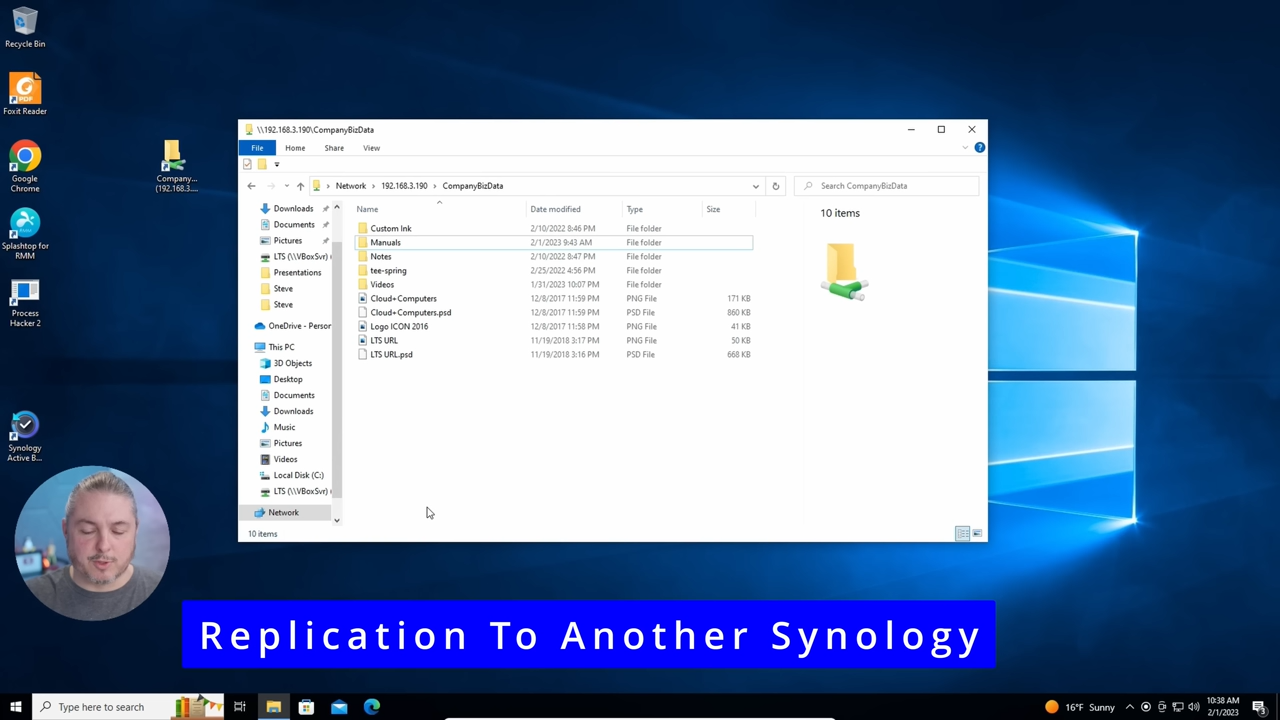 Recycle Bin
Foxit Reader
Google
Chrome
Splashtop for
RMM
Process
Hacker 2
Synology
Active B...
Company...
(192.168.3....
\\192.168.3.190\CompanyBizData
File Home Share View
Network > 192.168.3.190 > CompanyBizData
Search CompanyBizData
Downloads
Documents
Pictures
LTS (\\VBoxSvr)
Presentations
Steve
Steve
OneDrive - Person
This PC
3D Objects
Desktop
Documents
Downloads
Music
Pictures
Videos
Local Disk (C:)
LTS (\\VBoxSvr)
Network
Name Date modified Type Size
Custom Ink 2/10/2022 8:46 PM File folder
Manuals 2/1/2023 9:43 AM File folder
Notes 2/10/2022 8:47 PM File folder
tee-spring 2/25/2022 4:56 PM File folder
Videos 1/31/2023 10:07 PM File folder
Cloud+Computers 12/8/2017 11:59 PM PNG File 171 KB
Cloud+Computers.psd 12/8/2017 11:59 PM PSD File 860 KB
Logo ICON 2016 12/8/2017 11:58 PM PNG File 41 KB
LTS URL 11/19/2018 3:17 PM PNG File 50 KB
LTS URL.psd 11/19/2018 3:16 PM PSD File 668 KB
10 items
10 items
Replication To Another Synology
Type here to search
16°F Sunny
10:38 AM
2/1/2023
3